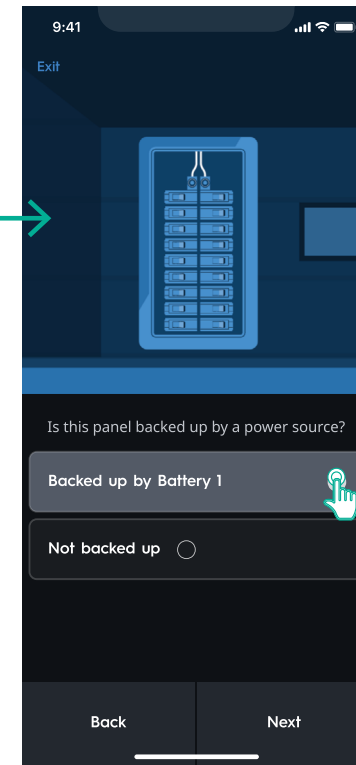 9:41
Exit
Is this panel backed up by a power source?
Backed up by Battery 1
Not backed up
Back
Next